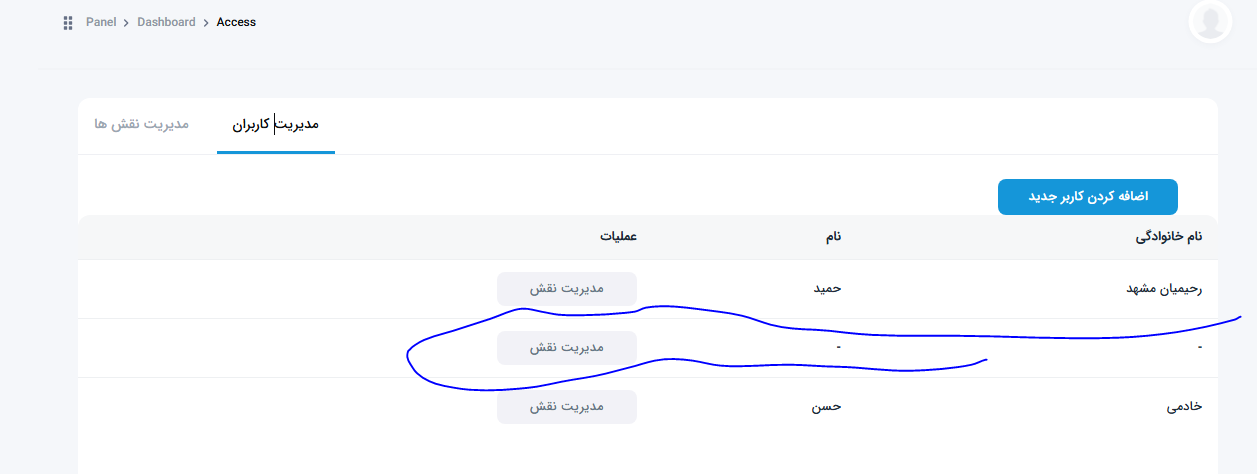 Panel > Dashboard > Access
مدیریت کاربران مدیریت نقش ها
اضافه کردن کاربر جدید
نام خانوادگی نام عملیات
رحیمیان مشهد حمید مدیریت نقش
- - مدیریت نقش
خادمی حسن مدیریت نقش